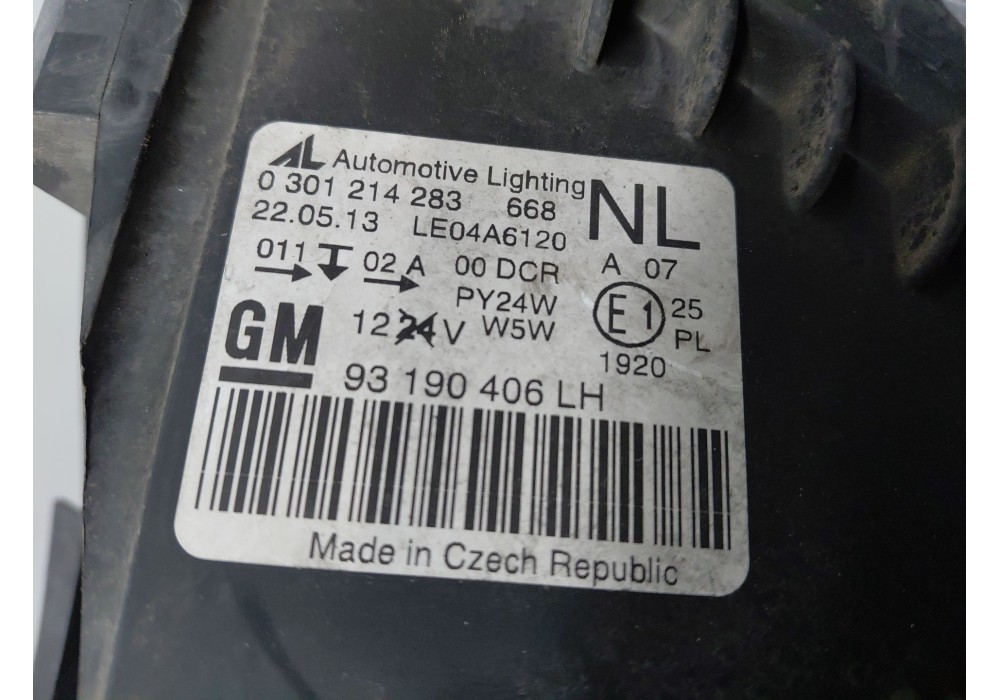 AL Automotive Lighting
0 301 214 283 668 NL
22.05.13 LE04A6120
011 02 A 00 DCR A 07
PY24W E1 25
GM 12 24 V W5W PL
1920
93 190 406 LH
Made in Czech Republic